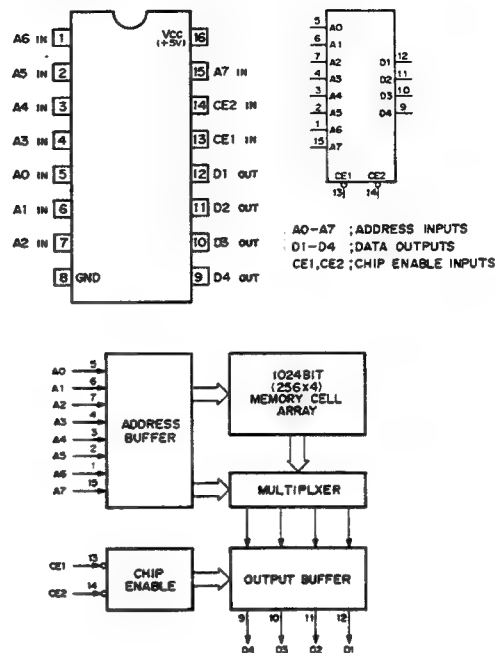 A6 IN 1
VCC 16
(+5V)
A5 IN 2
15 A7 IN
A4 IN 3
14 CE2 IN
A3 IN 4
13 CE1 IN
A0 IN 5
12 D1 OUT
A1 IN 6
11 D2 OUT
A2 IN 7
10 D3 OUT
8 GND
9 D4 OUT
5 A0
6 A1
7 A2
4 A3
3 A4
2 A5
1 A6
15 A7
D1 12
D2 11
D3 10
D4 9
CE1 CE2
13 14
A0-A7 ;ADDRESS INPUTS
D1-D4 ;DATA OUTPUTS
CE1,CE2 ;CHIP ENABLE INPUTS
A0 5
A1 6
A2 7
A3 4
A4 3
A5 2
A6 1
A7 15
ADDRESS
BUFFER
1024BIT
(256X4)
MEMORY CELL
ARRAY
MULTIPLXER
CE1 13
CE2 14
CHIP
ENABLE
OUTPUT BUFFER
9 10 11 12
D4 D3 D2 D1